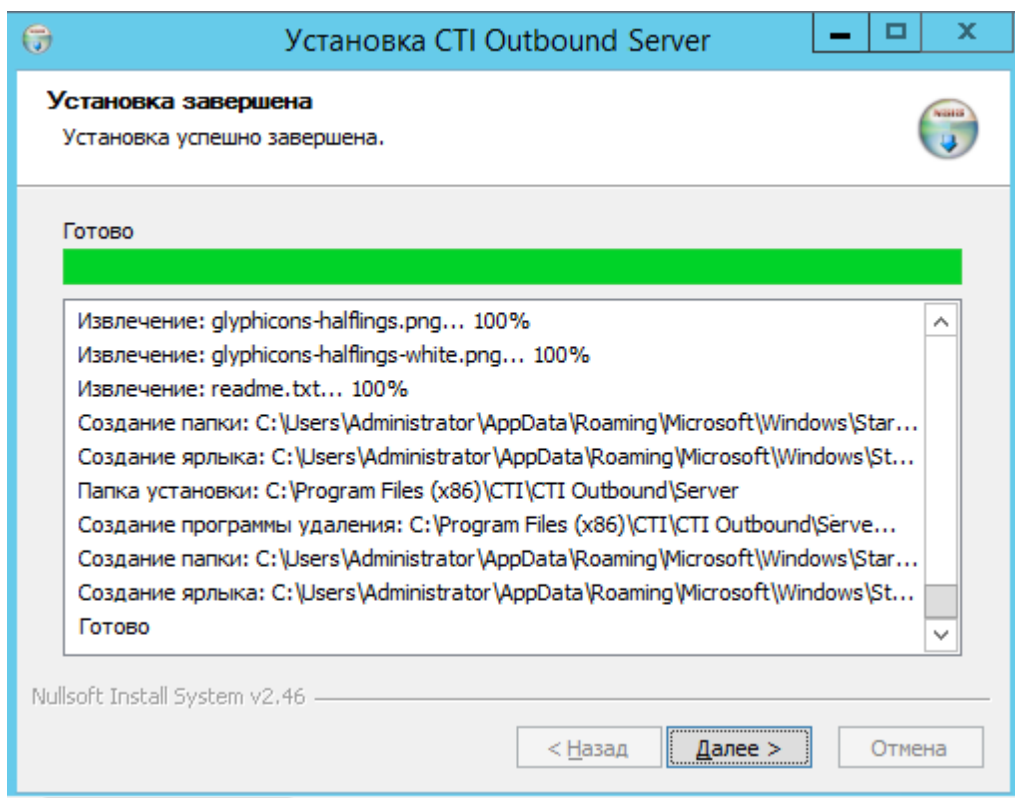 Установка CTI Outbound Server
Установка завершена
Установка успешно завершена.
Готово
Извлечение: glyphicons-halflings.png... 100%
Извлечение: glyphicons-halflings-white.png... 100%
Извлечение: readme.txt... 100%
Создание папки: C:\Users\Administrator\AppData\Roaming\Microsoft\Windows\Star...
Создание ярлыка: C:\Users\Administrator\AppData\Roaming\Microsoft\Windows\St...
Папка установки: C:\Program Files (x86)\CTI\CTI Outbound\Server
Создание программы удаления: C:\Program Files (x86)\CTI\CTI Outbound\Serve...
Создание папки: C:\Users\Administrator\AppData\Roaming\Microsoft\Windows\Star...
Создание ярлыка: C:\Users\Administrator\AppData\Roaming\Microsoft\Windows\St...
Готово
Nullsoft Install System v2.46
< Назад Далее > Отмена